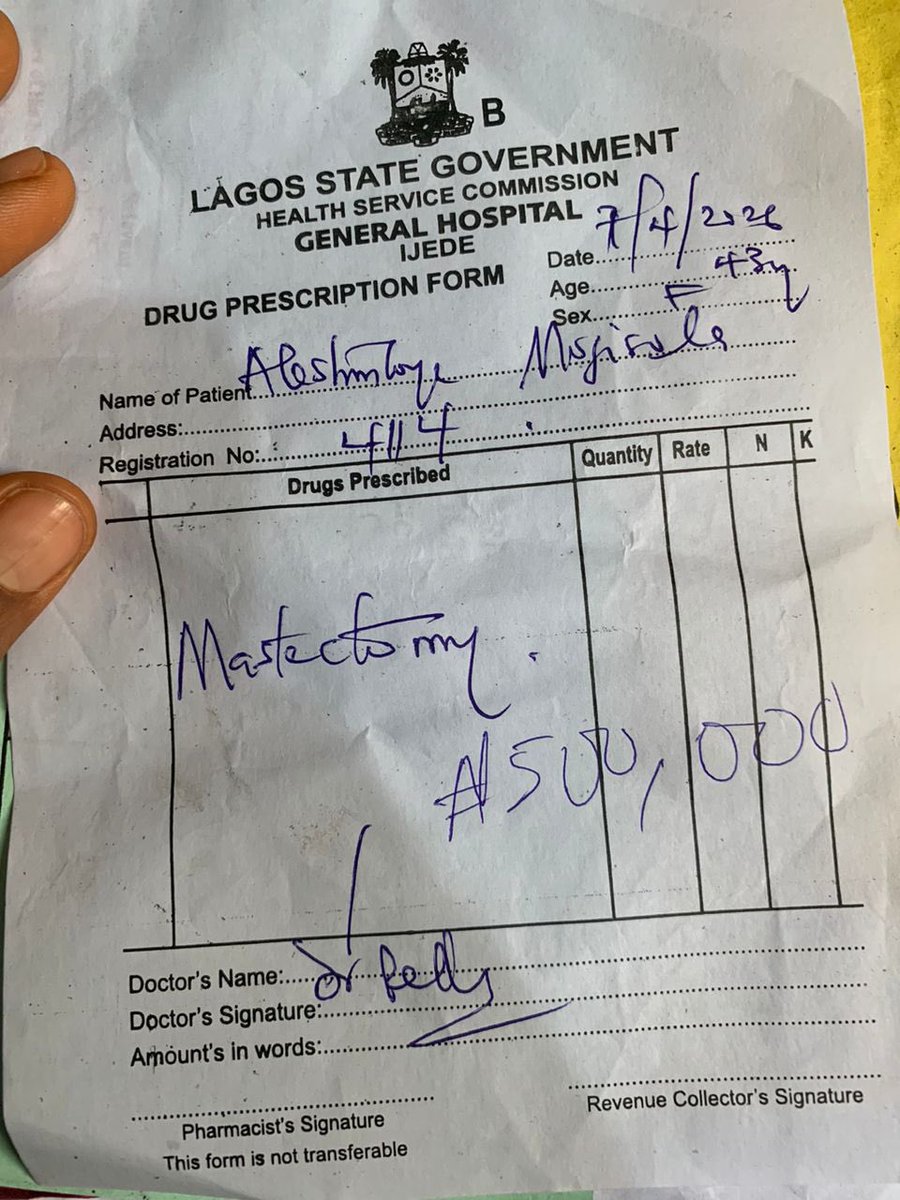 B
LAGOS STATE GOVERNMENT
HEALTH SERVICE COMMISSION
GENERAL HOSPITAL
IJEDE
DRUG PRESCRIPTION FORM
Date 7/4/2026
Age 43y
Sex F
Name of Patient
Address:
Registration No: 4114
Drugs Prescribed Quantity Rate N K
Mastectomy.
₦500,000
Doctor's Name: Dr
Doctor's Signature:
Amount's in words:
Pharmacist's Signature
Revenue Collector's Signature
This form is not transferable